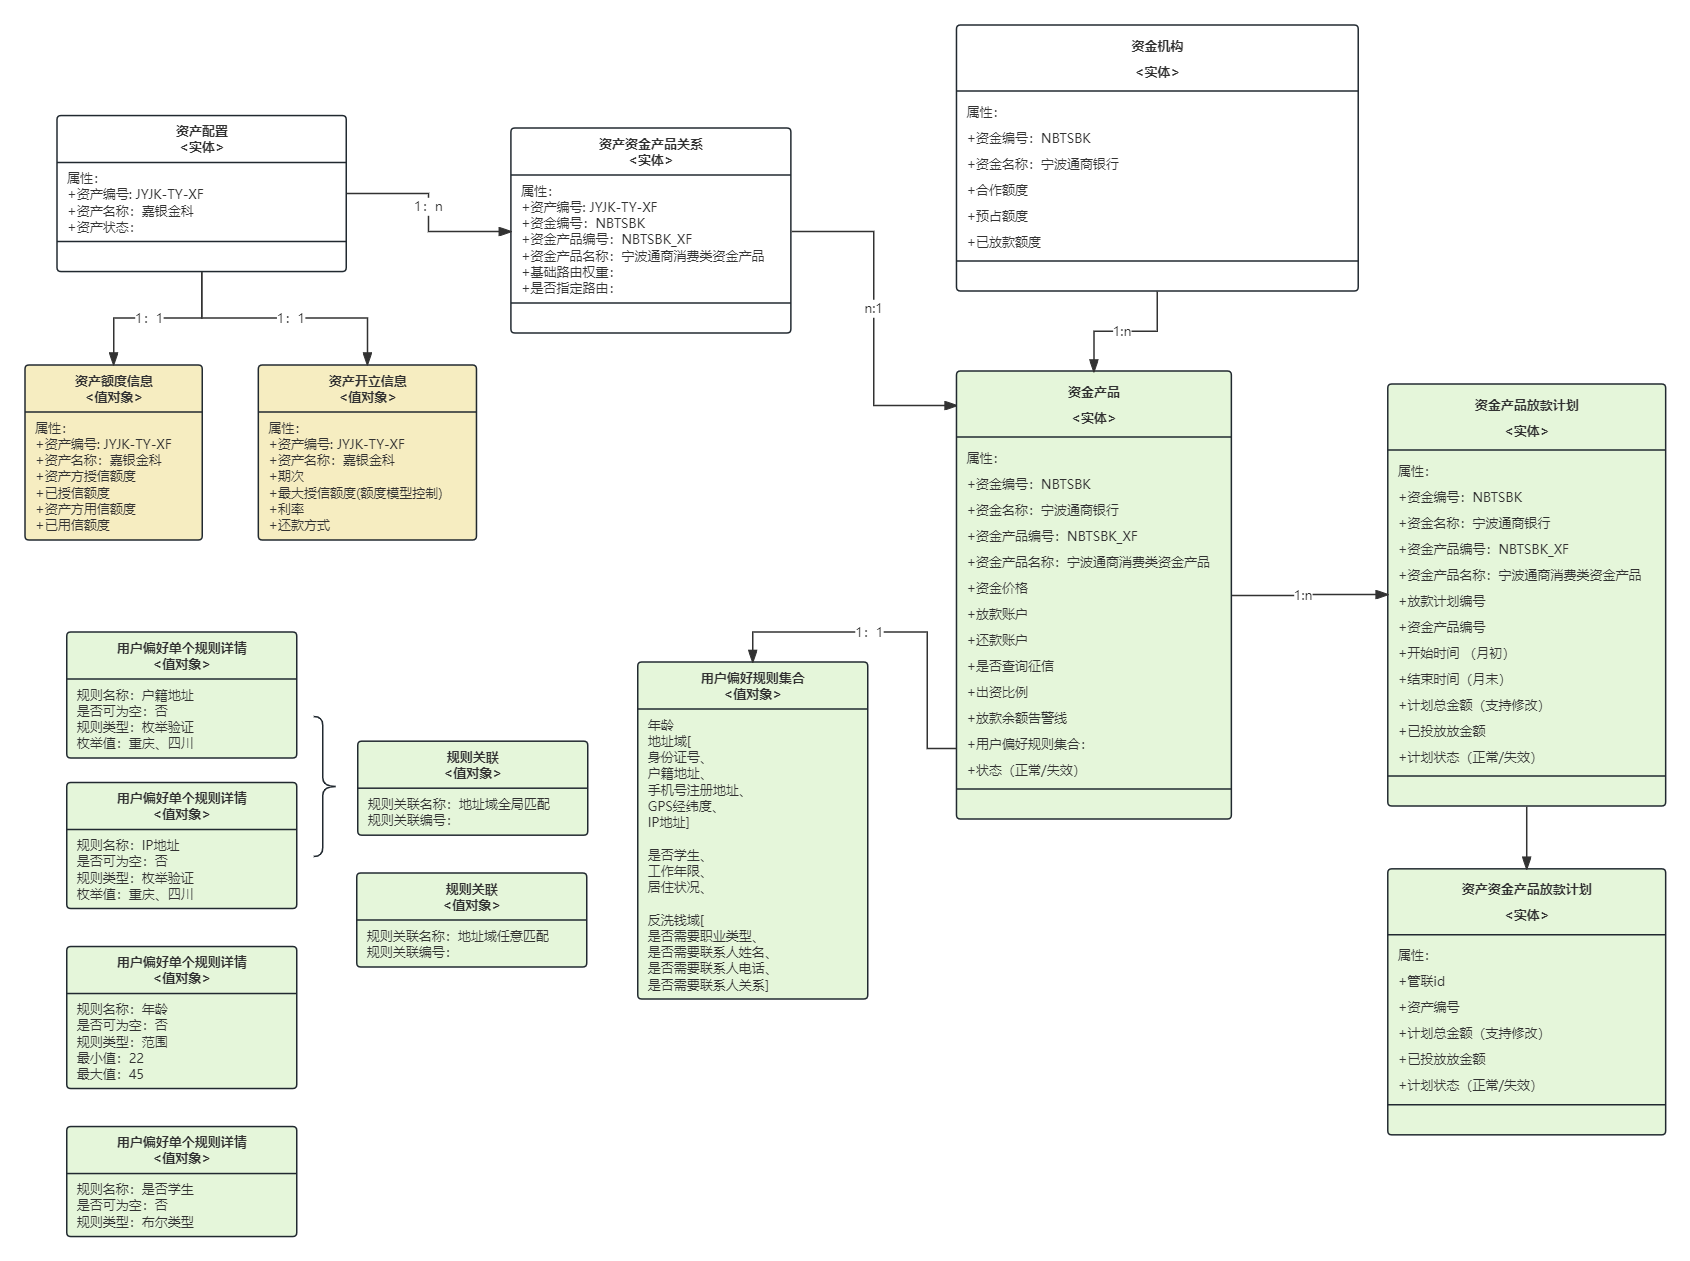 资产配置
<实体>
属性：
+资产编号: JYJK-TY-XF
+资产名称：嘉银金科
+资产状态：
1：n
资产资金产品关系
<实体>
属性：
+资产编号: JYJK-TY-XF
+资金编号：NBTSBK
+资金产品编号：NBTSBK_XF
+资金产品名称：宁波通商消费类资金产品
+基础路由权重：
+是否指定路由：
n:1
资金机构
<实体>
属性：
+资金编号：NBTSBK
+资金名称：宁波通商银行
+合作额度
+预占额度
+已放款额度
1:n
1：1
1：1
资产额度信息
<值对象>
属性：
+资产编号: JYJK-TY-XF
+资产名称：嘉银金科
+资产方授信额度
+已授信额度
+资产方用信额度
+已用信额度
资产开立信息
<值对象>
属性：
+资产编号: JYJK-TY-XF
+资产名称：嘉银金科
+期次
+最大授信额度(额度模型控制)
+利率
+还款方式
资金产品
<实体>
属性：
+资金编号：NBTSBK
+资金名称：宁波通商银行
+资金产品编号：NBTSBK_XF
+资金产品名称：宁波通商消费类资金产品
+资金价格
+放款账户
+还款账户
+是否查询征信
+出资比例
+放款余额告警线
+用户偏好规则集合：
+状态（正常/失效）
1:n
资金产品放款计划
<实体>
属性：
+资金编号：NBTSBK
+资金名称：宁波通商银行
+资金产品编号：NBTSBK_XF
+资金产品名称：宁波通商消费类资金产品
+放款计划编号
+资金产品编号
+开始时间 （月初）
+结束时间（月末）
+计划总金额（支持修改）
+已投放放金额
+计划状态（正常/失效）
资产资金产品放款计划
<实体>
属性：
+管联id
+资产编号
+计划总金额（支持修改）
+已投放放金额
+计划状态（正常/失效）
1：1
用户偏好规则集合
<值对象>
年龄
地址域[
身份证号、
户籍地址、
手机号注册地址、
GPS经纬度、
IP地址]
是否学生、
工作年限、
居住状况、
反洗钱域[
是否需要职业类型、
是否需要联系人姓名、
是否需要联系人电话、
是否需要联系人关系]
用户偏好单个规则详情
<值对象>
规则名称：户籍地址
是否可为空：否
规则类型：枚举验证
枚举值：重庆、四川
用户偏好单个规则详情
<值对象>
规则名称：IP地址
是否可为空：否
规则类型：枚举验证
枚举值：重庆、四川
规则关联
<值对象>
规则关联名称：地址域全局匹配
规则关联编号：
规则关联
<值对象>
规则关联名称：地址域任意匹配
规则关联编号：
用户偏好单个规则详情
<值对象>
规则名称：年龄
是否可为空：否
规则类型：范围
最小值：22
最大值：45
用户偏好单个规则详情
<值对象>
规则名称：是否学生
是否可为空：否
规则类型：布尔类型